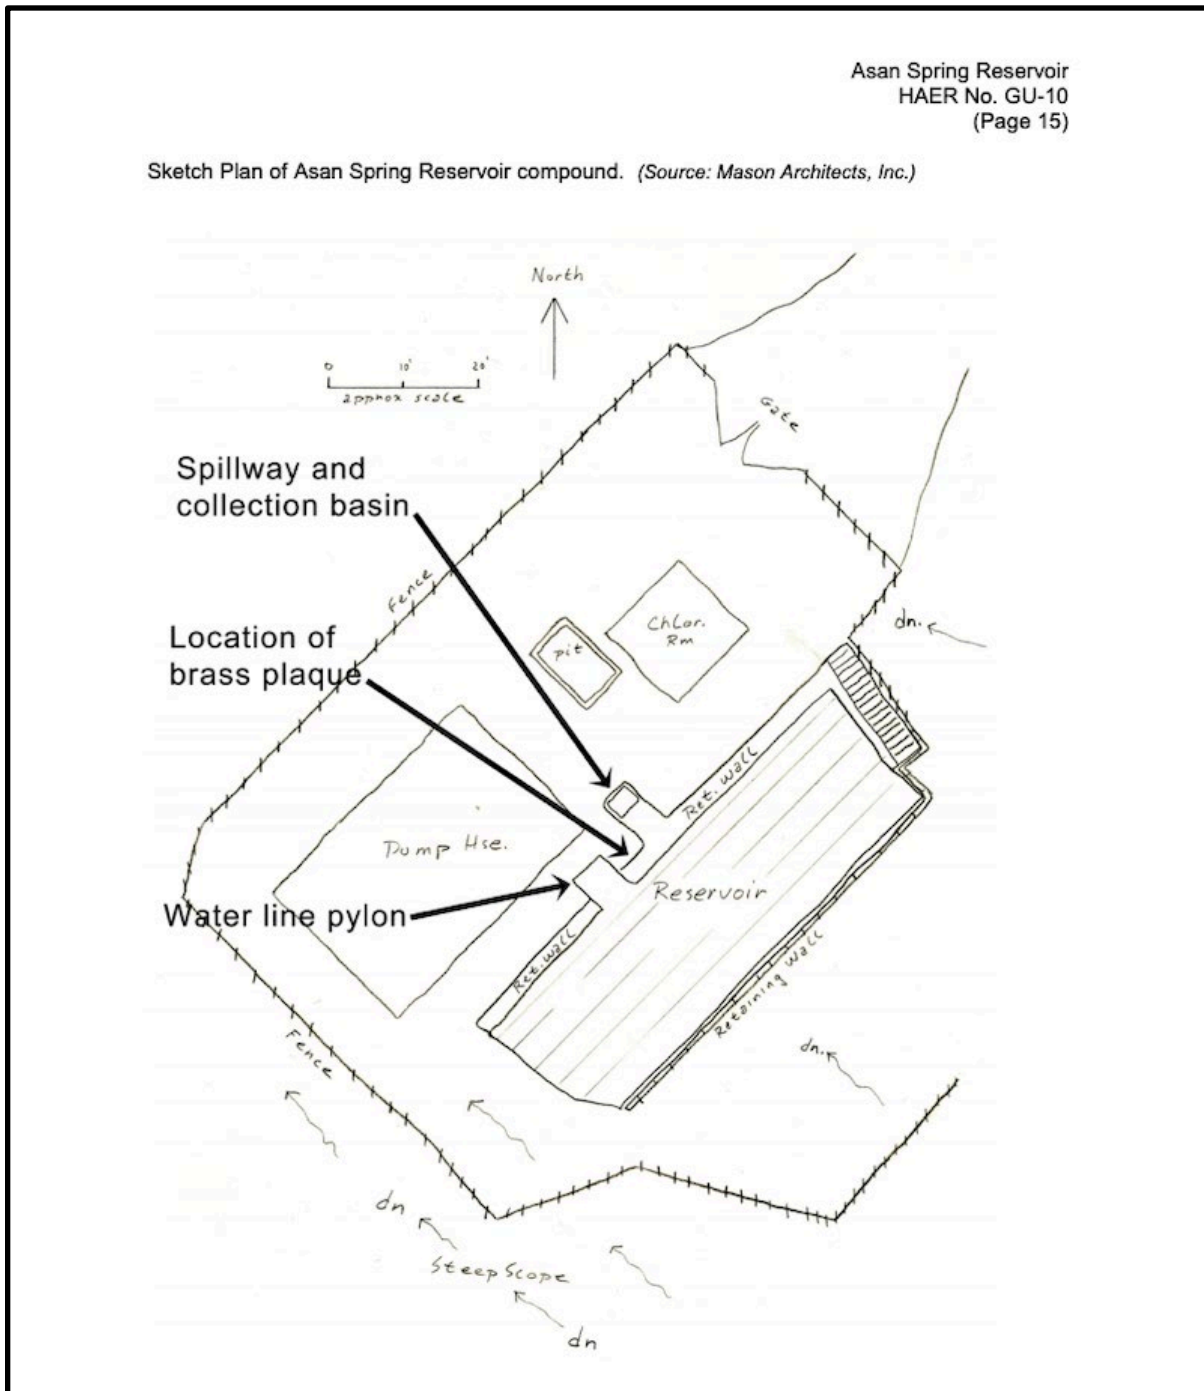 Asan Spring Reservoir
HAER No. GU-10
(Page 15)
Sketch Plan of Asan Spring Reservoir compound. (Source: Mason Architects, Inc.)
North
0 10' 20'
approx scale
Gate
Spillway and
collection basin
Fence
Chlor.
Rm
pit
dn.
Location of
brass plaque
Ret. wall
Pump Hse.
Reservoir
Water line pylon
Ret. wall
Retaining wall
Fence
dn.
dn
Steep Scope
dn